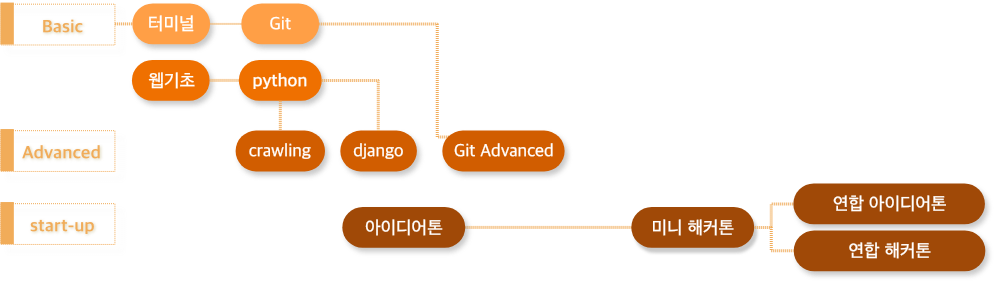 Basic
터미널
Git
웹기초
python
Advanced
crawling
django
Git Advanced
start-up
아이디어톤
미니 해커톤
연합 아이디어톤
연합 해커톤